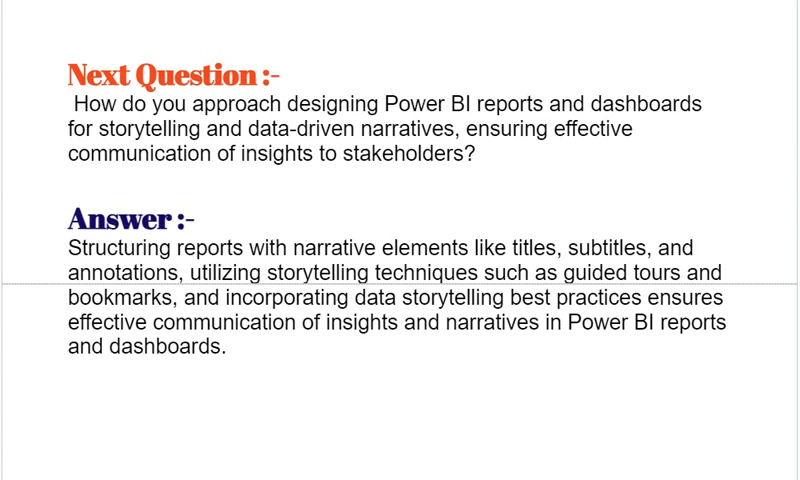 Next Question :-
How do you approach designing Power BI reports and dashboards
for storytelling and data-driven narratives, ensuring effective
communication of insights to stakeholders?
Answer :-
Structuring reports with narrative elements like titles, subtitles, and
annotations, utilizing storytelling techniques such as guided tours and
bookmarks, and incorporating data storytelling best practices ensures
effective communication of insights and narratives in Power BI reports
and dashboards.